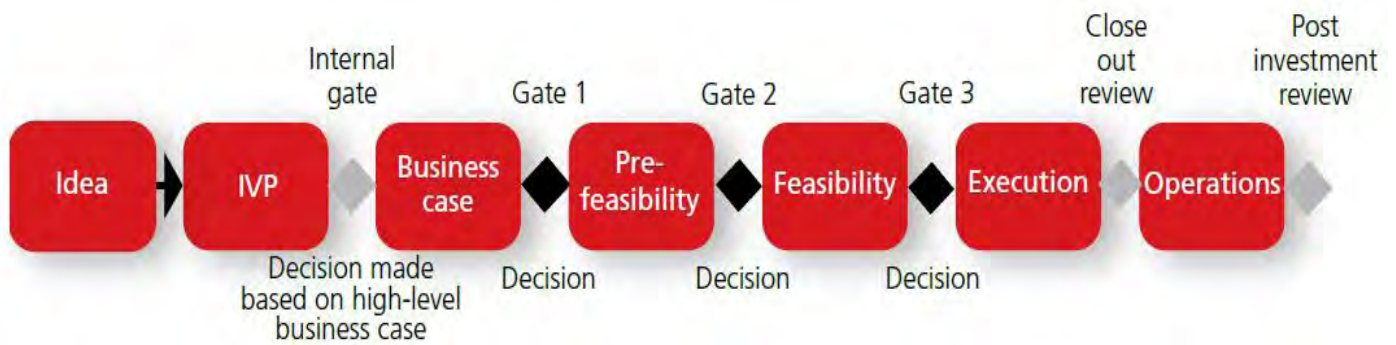 Internal
gate
Gate 1
Gate 2
Gate 3
Close
out
review
Post
investment
review
Idea
IVP
Business
case
Pre-
feasibility
Feasibility
Execution
Operations
Decision made
based on high-level
business case
Decision
Decision
Decision